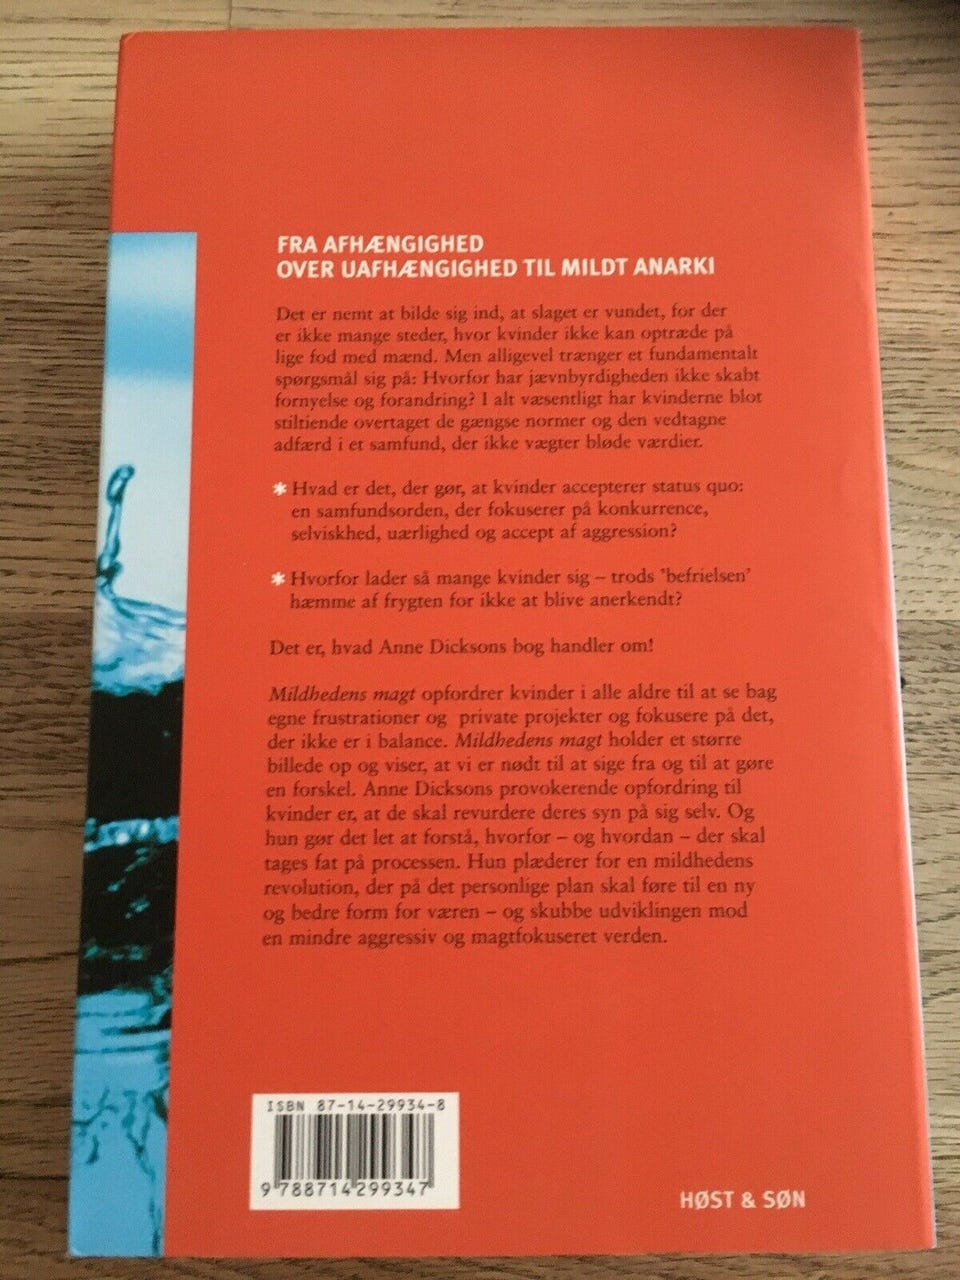 FRA AFHÆNGIGHED
OVER UAFHÆNGIGHED TIL MILDT ANARKI
Det er nemt at bilde sig ind, at slaget er vundet, for der
er ikke mange steder, hvor kvinder ikke kan optræde på
lige fod med mænd. Men alligevel trænger et fundamentalt
spørgsmål sig på: Hvorfor har jævnbyrdigheden ikke skabt
fornyelse og forandring? I alt væsentligt har kvinderne blot
stiltiende overtaget de gængse normer og den vedtagne
adfærd i et samfund, der ikke vægter bløde værdier.
* Hvad er det, der gør, at kvinder accepterer status quo:
en samfundsorden, der fokuserer på konkurrence,
selviskhed, uærlighed og accept af aggression?
* Hvorfor lader så mange kvinder sig – trods 'befrielsen'
hæmme af frygten for ikke at blive anerkendt?
Det er, hvad Anne Dicksons bog handler om!
Mildhedens magt opfordrer kvinder i alle aldre til at se bag
egne frustrationer og private projekter og fokusere på det,
der ikke er i balance. Mildhedens magt holder et større
billede op og viser, at vi er nødt til at sige fra og til at gøre
en forskel. Anne Dicksons provokerende opfordring til
kvinder er, at de skal revurdere deres syn på sig selv. Og
hun gør det let at forstå, hvorfor – og hvordan – der skal
tages fat på processen. Hun plæderer for en mildhedens
revolution, der på det personlige plan skal føre til en ny
og bedre form for væren – og skubbe udviklingen mod
en mindre aggressiv og magtfokuseret verden.
ISBN 87-14-29934-8
9 788714 299347
HØST & SØN